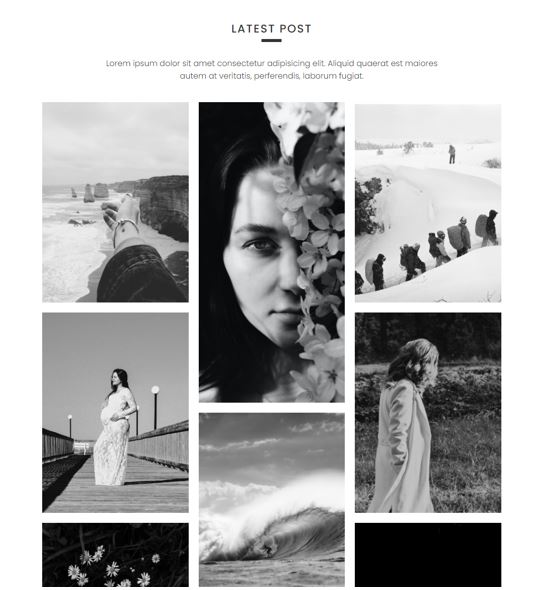 LATEST POST
Lorem ipsum dolor sit amet consectetur adipisicing elit. Aliquid quaerat est maiores
autem at veritatis, perferendis, laborum fugiat.